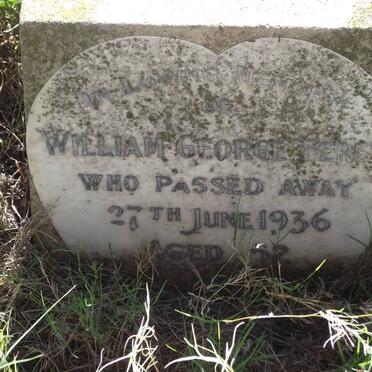 IN LOVING MEMORY
OF
WILLIAM GEORGE
WHO PASSED AWAY
27TH JUNE 1936
AGED